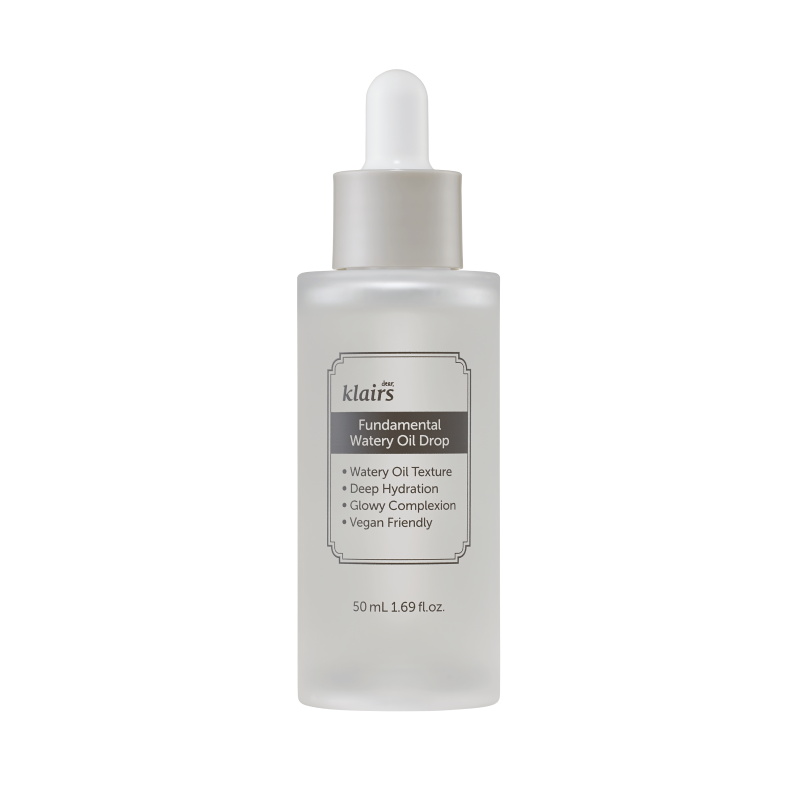 dear,
klairs
Fundamental
Watery Oil Drop
• Watery Oil Texture
• Deep Hydration
• Glowy Complexion
• Vegan Friendly
50 mL 1.69 fl.oz.